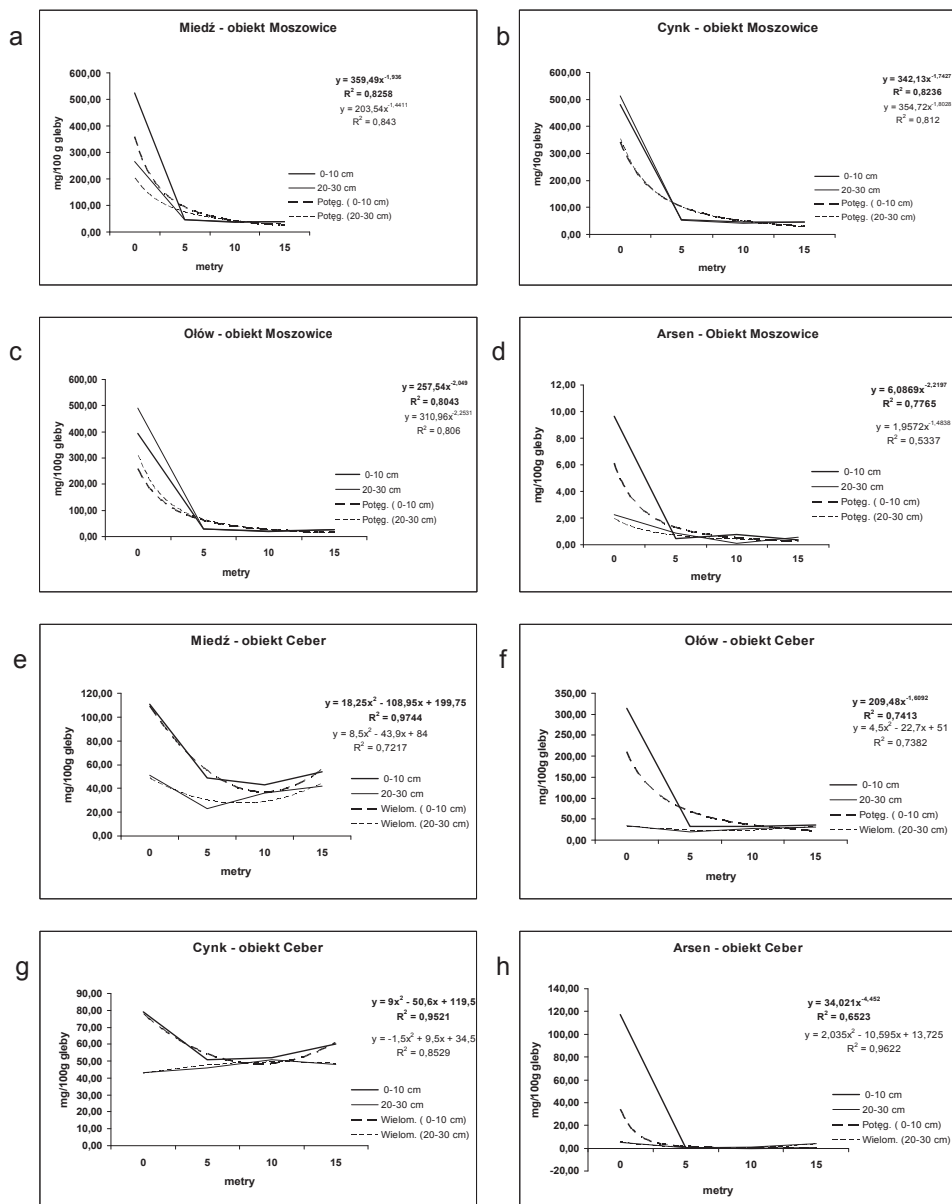 a
Miedź - obiekt Moszowice
y = 359,49x^-1,936
R² = 0,8258
y = 203,54x^-1,4411
R² = 0,843
mg/100 g gleby
600,00
500,00
400,00
300,00
200,00
100,00
0,00
0 5 10 15
metry
0-10 cm
20-30 cm
Potęg. ( 0-10 cm)
Potęg. (20-30 cm)
b
Cynk - obiekt Moszowice
y = 342,13x^-1,7427
R² = 0,8236
y = 354,72x^-1,8028
R² = 0,812
mg/10g gleby
600,00
500,00
400,00
300,00
200,00
100,00
0,00
0 5 10 15
metry
0-10 cm
20-30 cm
Potęg. ( 0-10 cm)
Potęg. (20-30 cm)
c
Ołów - obiekt Moszowice
y = 257,54x^-2,049
R² = 0,8043
y = 310,96x^-2,2531
R² = 0,806
mg/100g gleby
600,00
500,00
400,00
300,00
200,00
100,00
0,00
0 5 10 15
metry
0-10 cm
20-30 cm
Potęg. ( 0-10 cm)
Potęg. (20-30 cm)
d
Arsen - Obiekt Moszowice
y = 6,0869x^-2,2197
R² = 0,7765
y = 1,9572x^-1,4838
R² = 0,5337
mg/100g gleby
12,00
10,00
8,00
6,00
4,00
2,00
0,00
0 5 10 15
metry
0-10 cm
20-30 cm
Potęg. ( 0-10 cm)
Potęg. (20-30 cm)
e
Miedź - obiekt Ceber
y = 18,25x² - 108,95x + 199,75
R² = 0,9744
y = 8,5x² - 43,9x + 84
R² = 0,7217
mg/100g gleby
120,00
100,00
80,00
60,00
40,00
20,00
0,00
0 5 10 15
metry
0-10 cm
20-30 cm
Wielom. ( 0-10 cm)
Wielom. (20-30 cm)
f
Ołów - obiekt Ceber
y = 209,48x^-1,6092
R² = 0,7413
y = 4,5x² - 22,7x + 51
R² = 0,7382
mg/100g gleby
350,00
300,00
250,00
200,00
150,00
100,00
50,00
0,00
0 5 10 15
metry
0-10 cm
20-30 cm
Potęg. ( 0-10 cm)
Wielom. (20-30 cm)
g
Cynk - obiekt Ceber
y = 9x² - 50,6x + 119,5
R² = 0,9521
y = -1,5x² + 9,5x + 34,5
R² = 0,8529
mg/100g gleby
90,00
80,00
70,00
60,00
50,00
40,00
30,00
20,00
10,00
0,00
0 5 10 15
metry
0-10 cm
20-30 cm
Wielom. ( 0-10 cm)
Wielom. (20-30 cm)
h
Arsen - obiekt Ceber
y = 34,021x^-4,452
R² = 0,6523
y = 2,035x² - 10,595x + 13,725
R² = 0,9622
mg/100g gleby
140,00
120,00
100,00
80,00
60,00
40,00
20,00
0,00
-20,00
0 5 10 15
metry
0-10 cm
20-30 cm
Potęg. ( 0-10 cm)
Wielom. (20-30 cm)